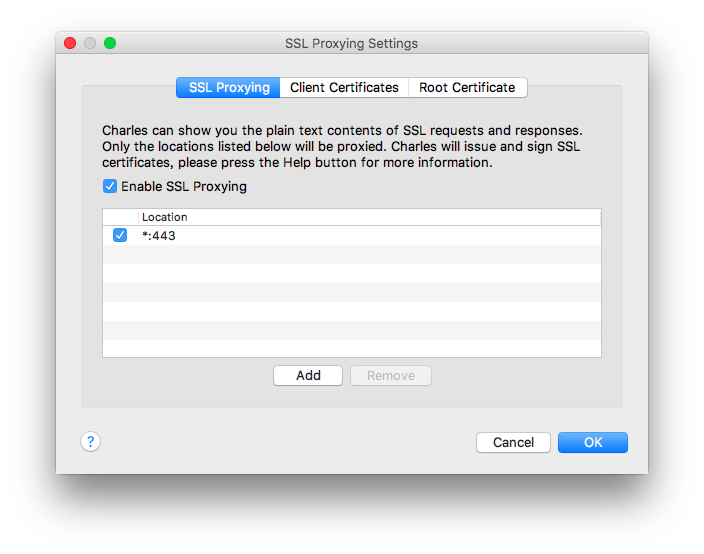 SSL Proxying Settings
SSL Proxying Client Certificates Root Certificate
Charles can show you the plain text contents of SSL requests and responses.
Only the locations listed below will be proxied. Charles will issue and sign SSL
certificates, please press the Help button for more information.
Enable SSL Proxying
Location
*:443
Add Remove
? Cancel OK